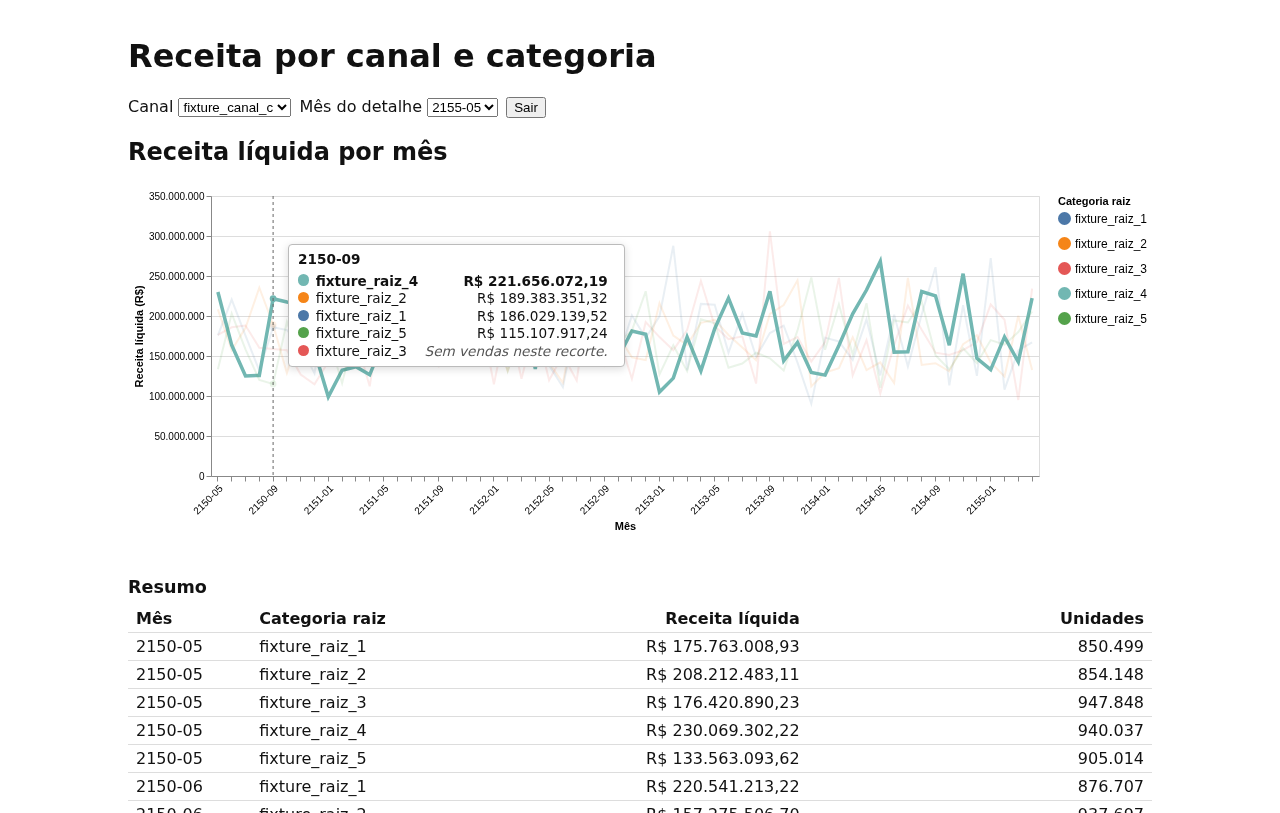 Receita por canal e categoria
Canal fixture_canal_c Mês do detalhe 2155-05 Sair
Receita líquida por mês
350.000.000
300.000.000
250.000.000
200.000.000
150.000.000
100.000.000
50.000.000
0
Receita líquida (R$)
2150-09
fixture_raiz_4 R$ 221.656.072,19
fixture_raiz_2 R$ 189.383.351,32
fixture_raiz_1 R$ 186.029.139,52
fixture_raiz_5 R$ 115.107.917,24
fixture_raiz_3 Sem vendas neste recorte.
2150-05 2150-09 2151-01 2151-05 2151-09 2152-01 2152-05 2152-09 2153-01 2153-05 2153-09 2154-01 2154-05 2154-09 2155-01
Mês
Categoria raiz
fixture_raiz_1
fixture_raiz_2
fixture_raiz_3
fixture_raiz_4
fixture_raiz_5
Resumo
Mês Categoria raiz Receita líquida Unidades
2150-05 fixture_raiz_1 R$ 175.763.008,93 850.499
2150-05 fixture_raiz_2 R$ 208.212.483,11 854.148
2150-05 fixture_raiz_3 R$ 176.420.890,23 947.848
2150-05 fixture_raiz_4 R$ 230.069.302,22 940.037
2150-05 fixture_raiz_5 R$ 133.563.093,62 905.014
2150-06 fixture_raiz_1 R$ 220.541.213,22 876.707